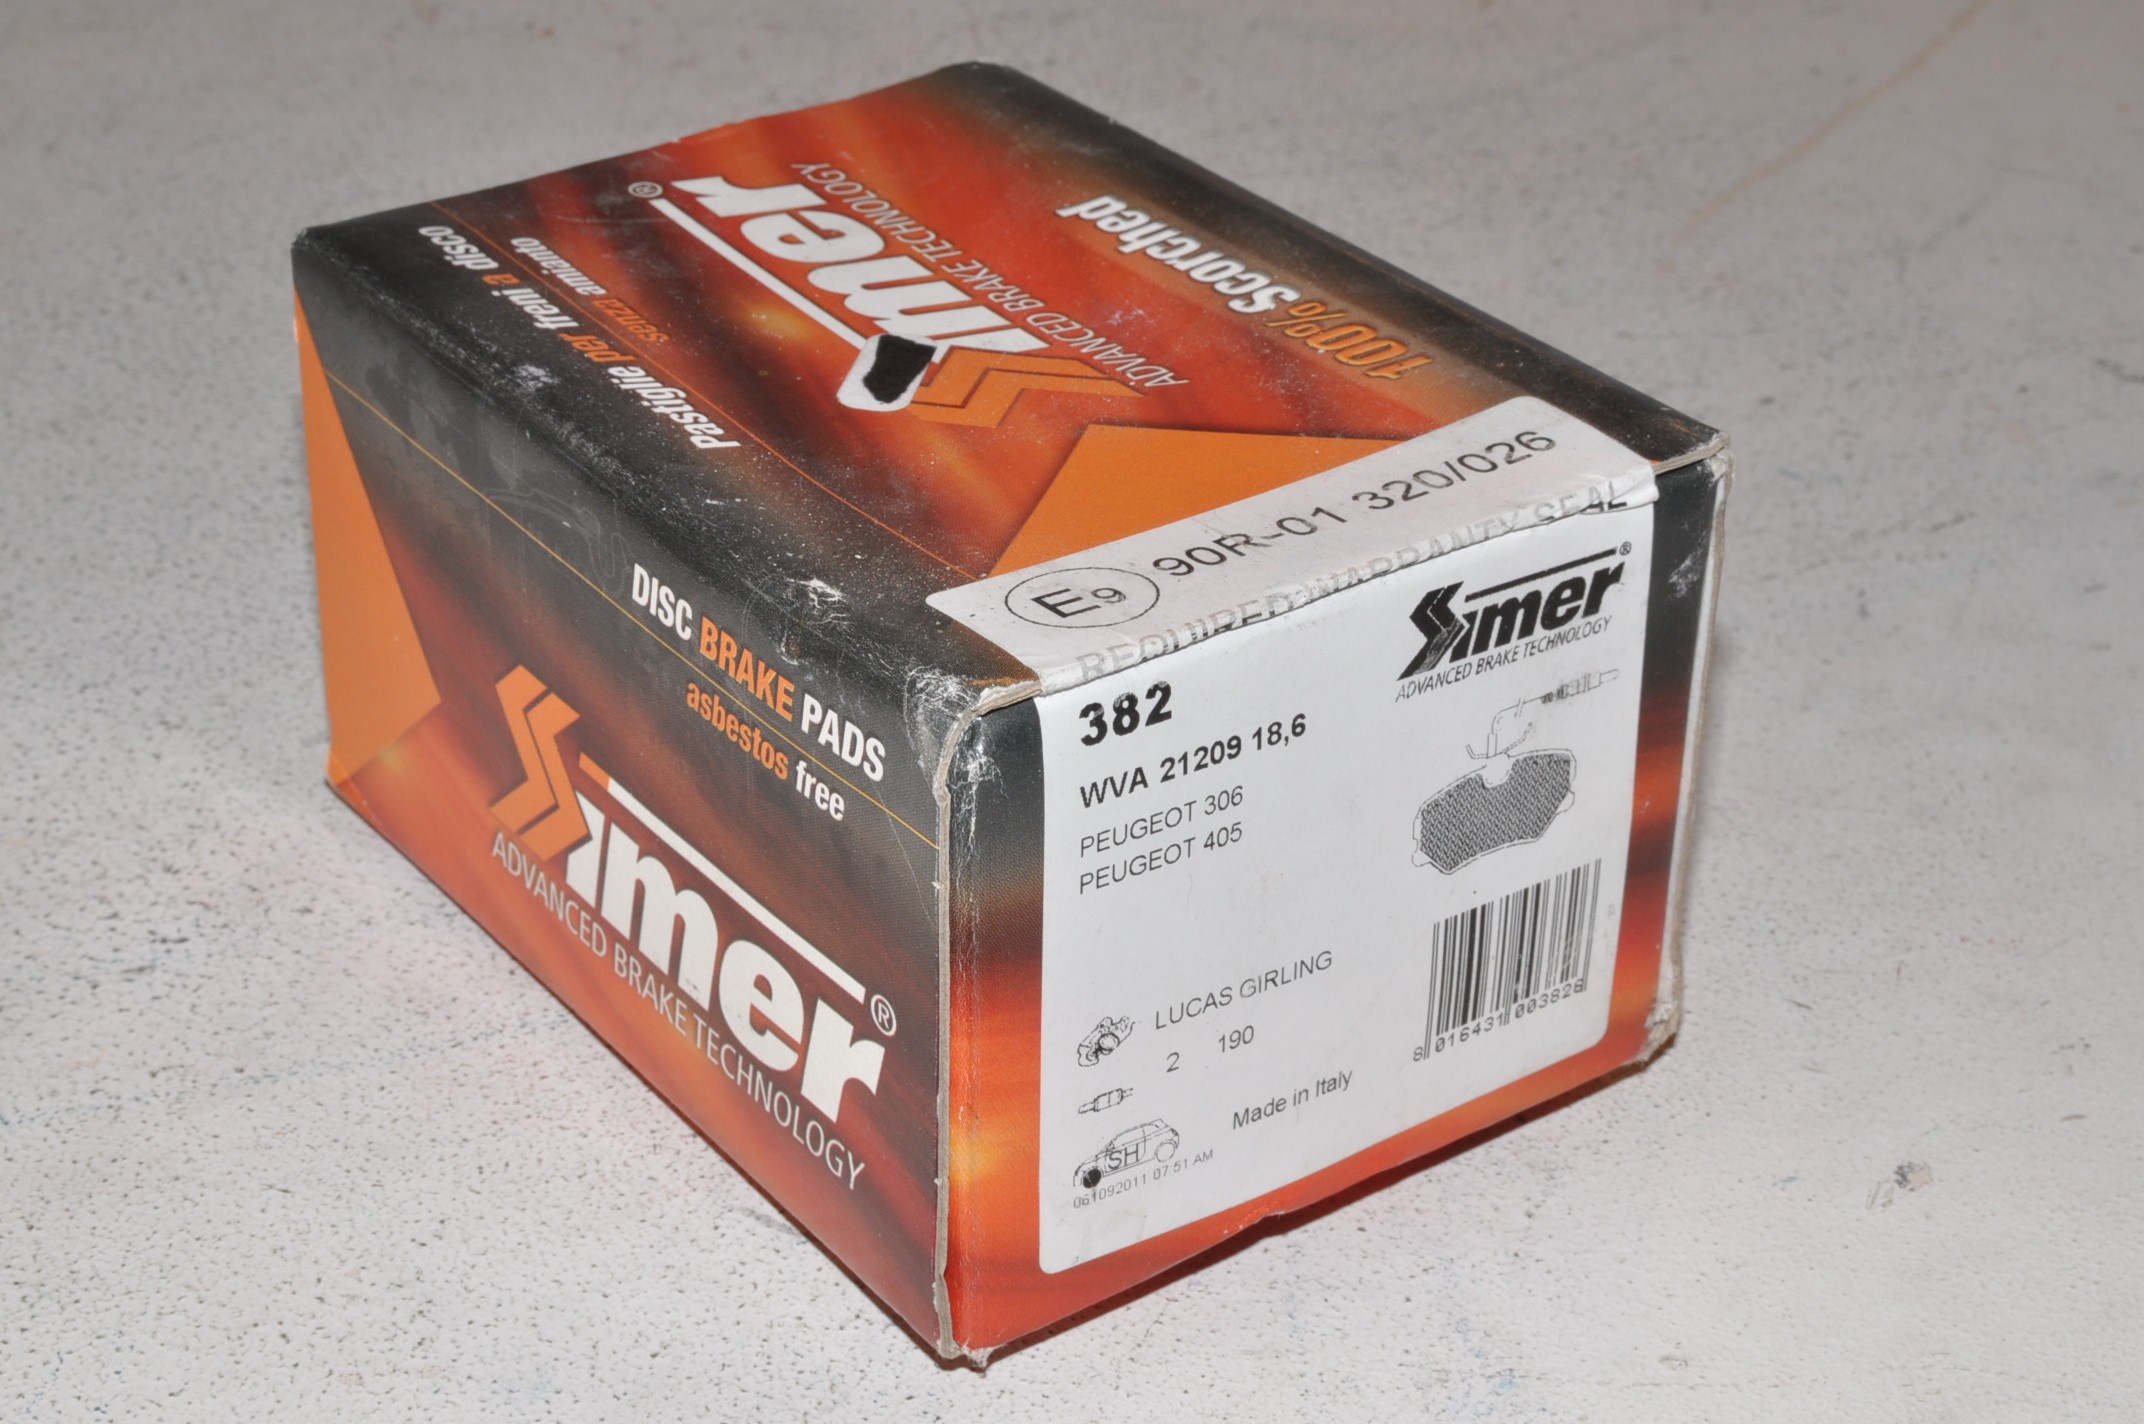 100% Scorched
Simer®
ADVANCED BRAKE TECHNOLOGY
Pastiglie per freni a disco
senza amianto
DISC BRAKE PADS
asbestos free
Simer®
ADVANCED BRAKE TECHNOLOGY
E9 90R-01 320/026
REQUIRED WARRANTY SEAL
382
WVA 21209 18,6
PEUGEOT 306
PEUGEOT 405
Simer®
ADVANCED BRAKE TECHNOLOGY
LUCAS GIRLING
2 190
Made in Italy
SH
07:51 AM
8 016431 003828